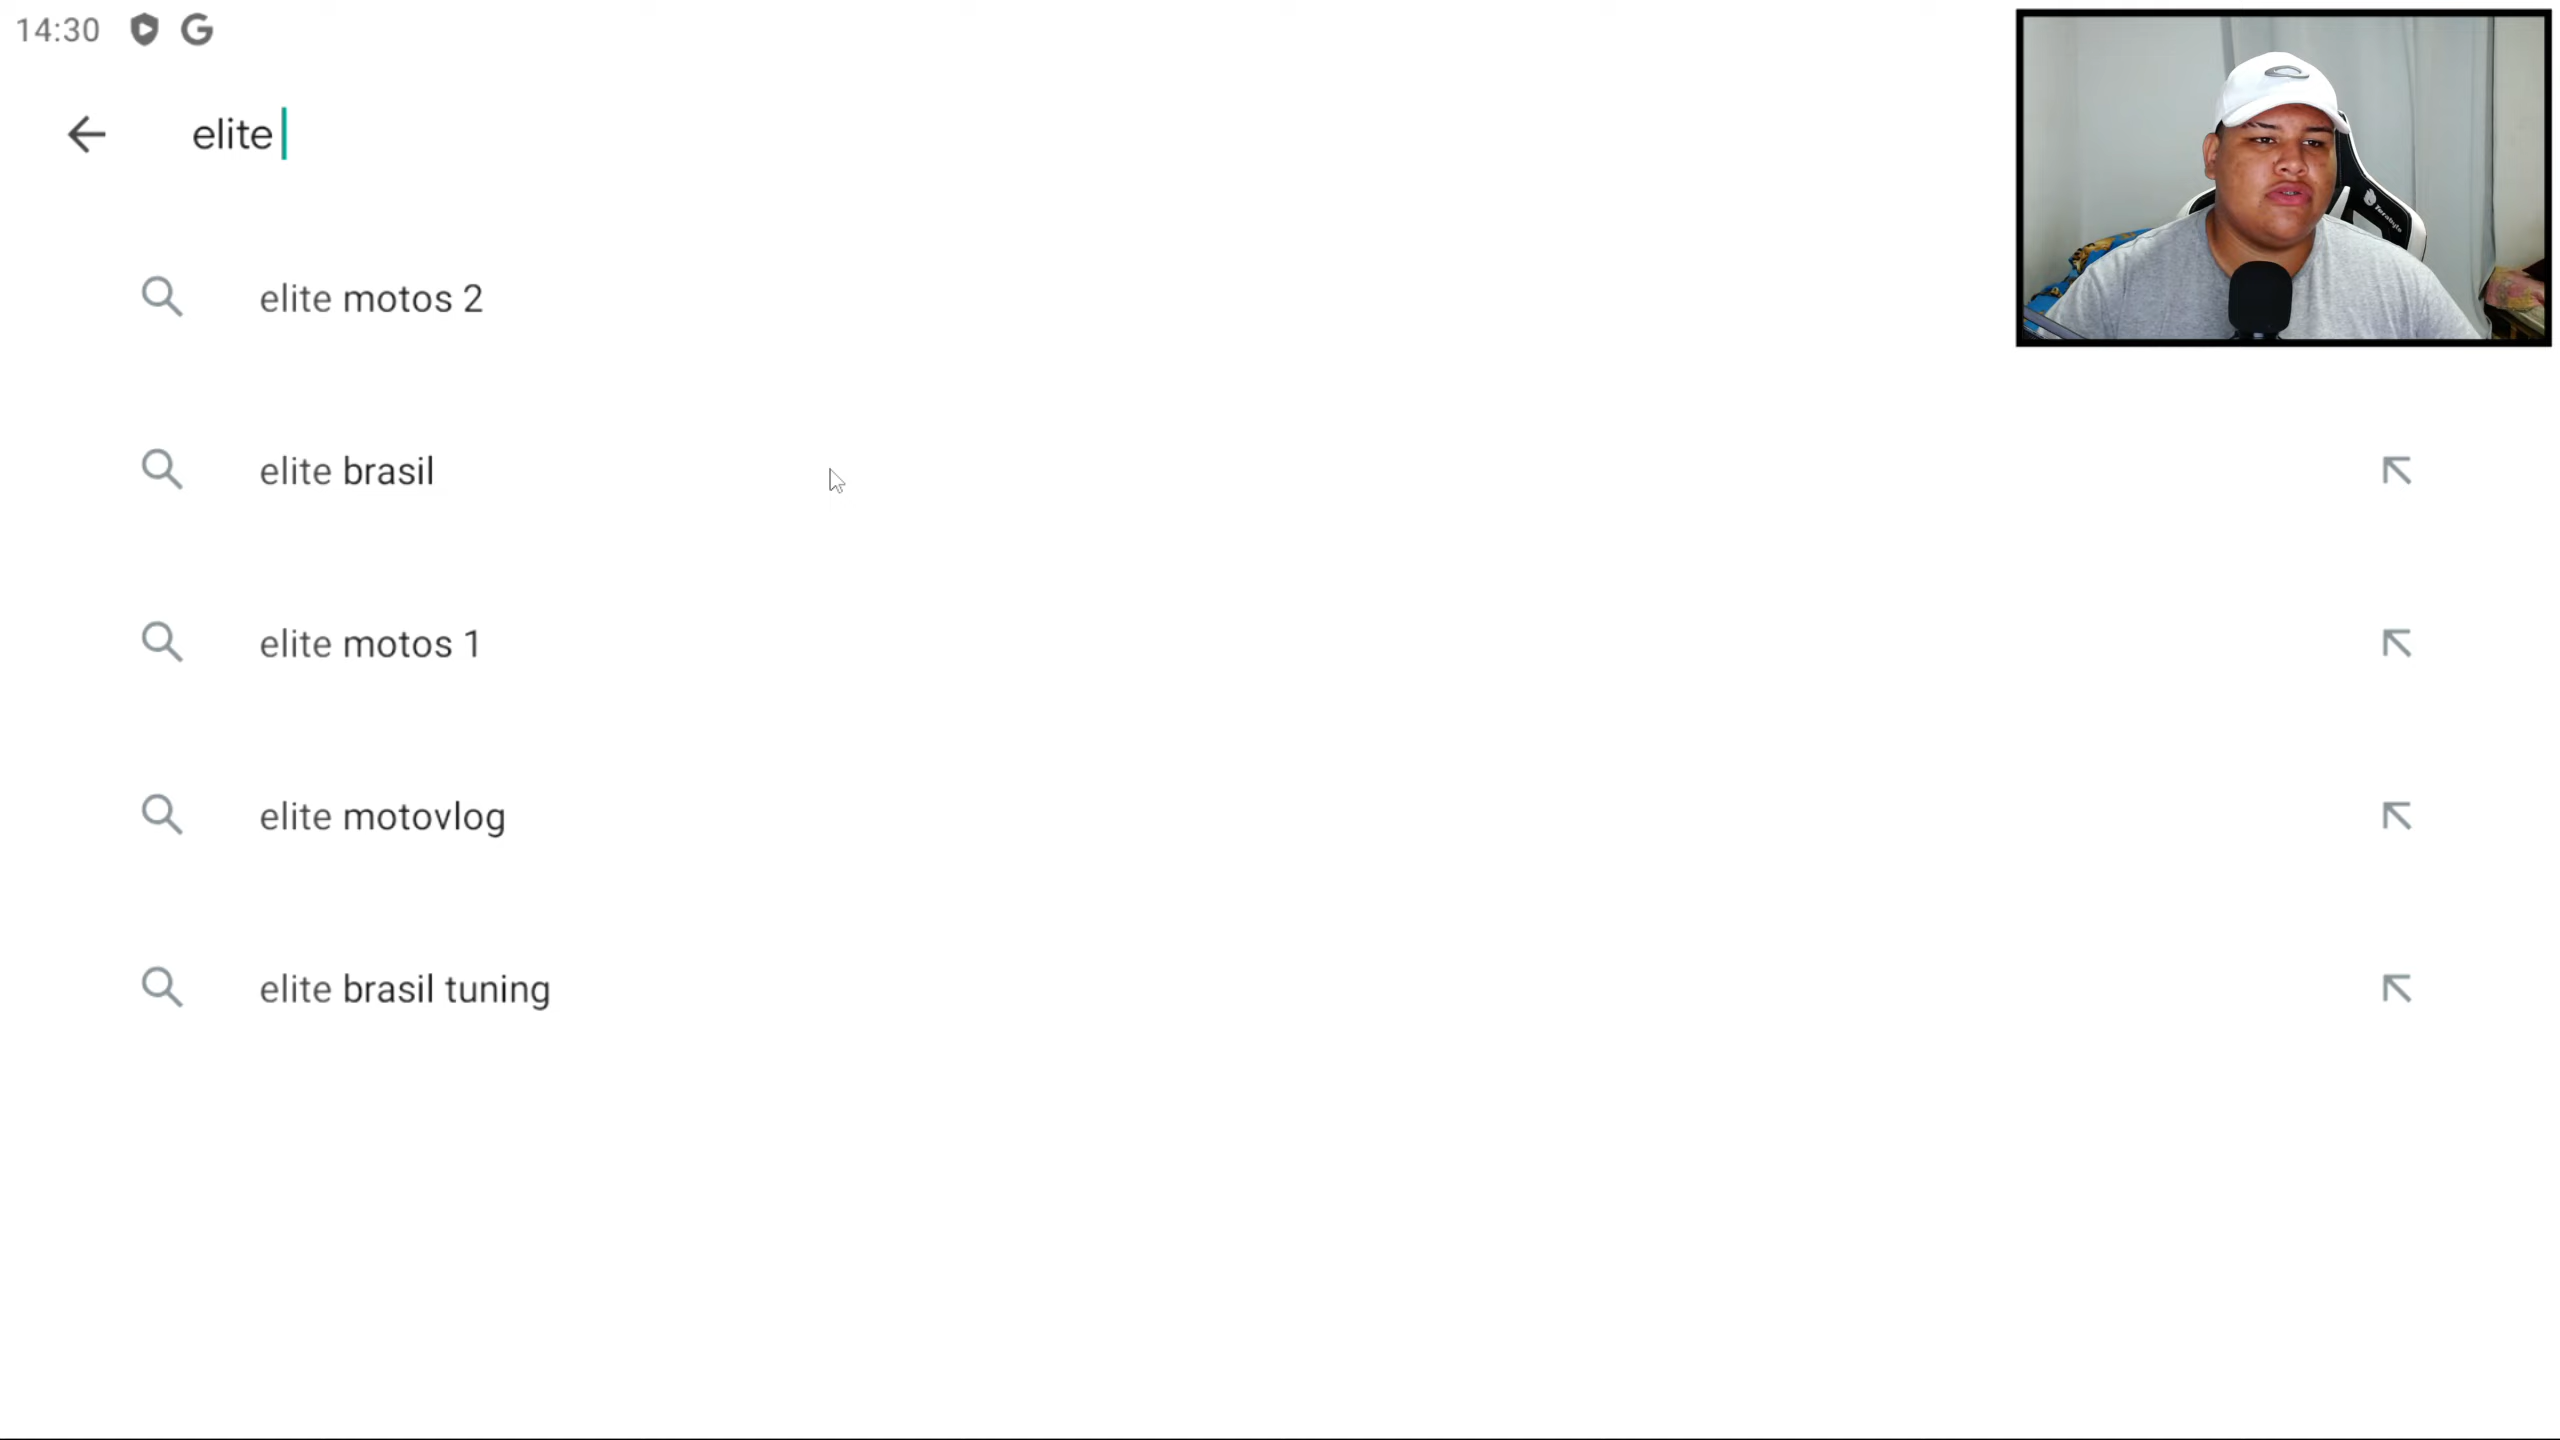 14:30
elite
elite motos 2
elite brasil
elite motos 1
elite motovlog
elite brasil tuning